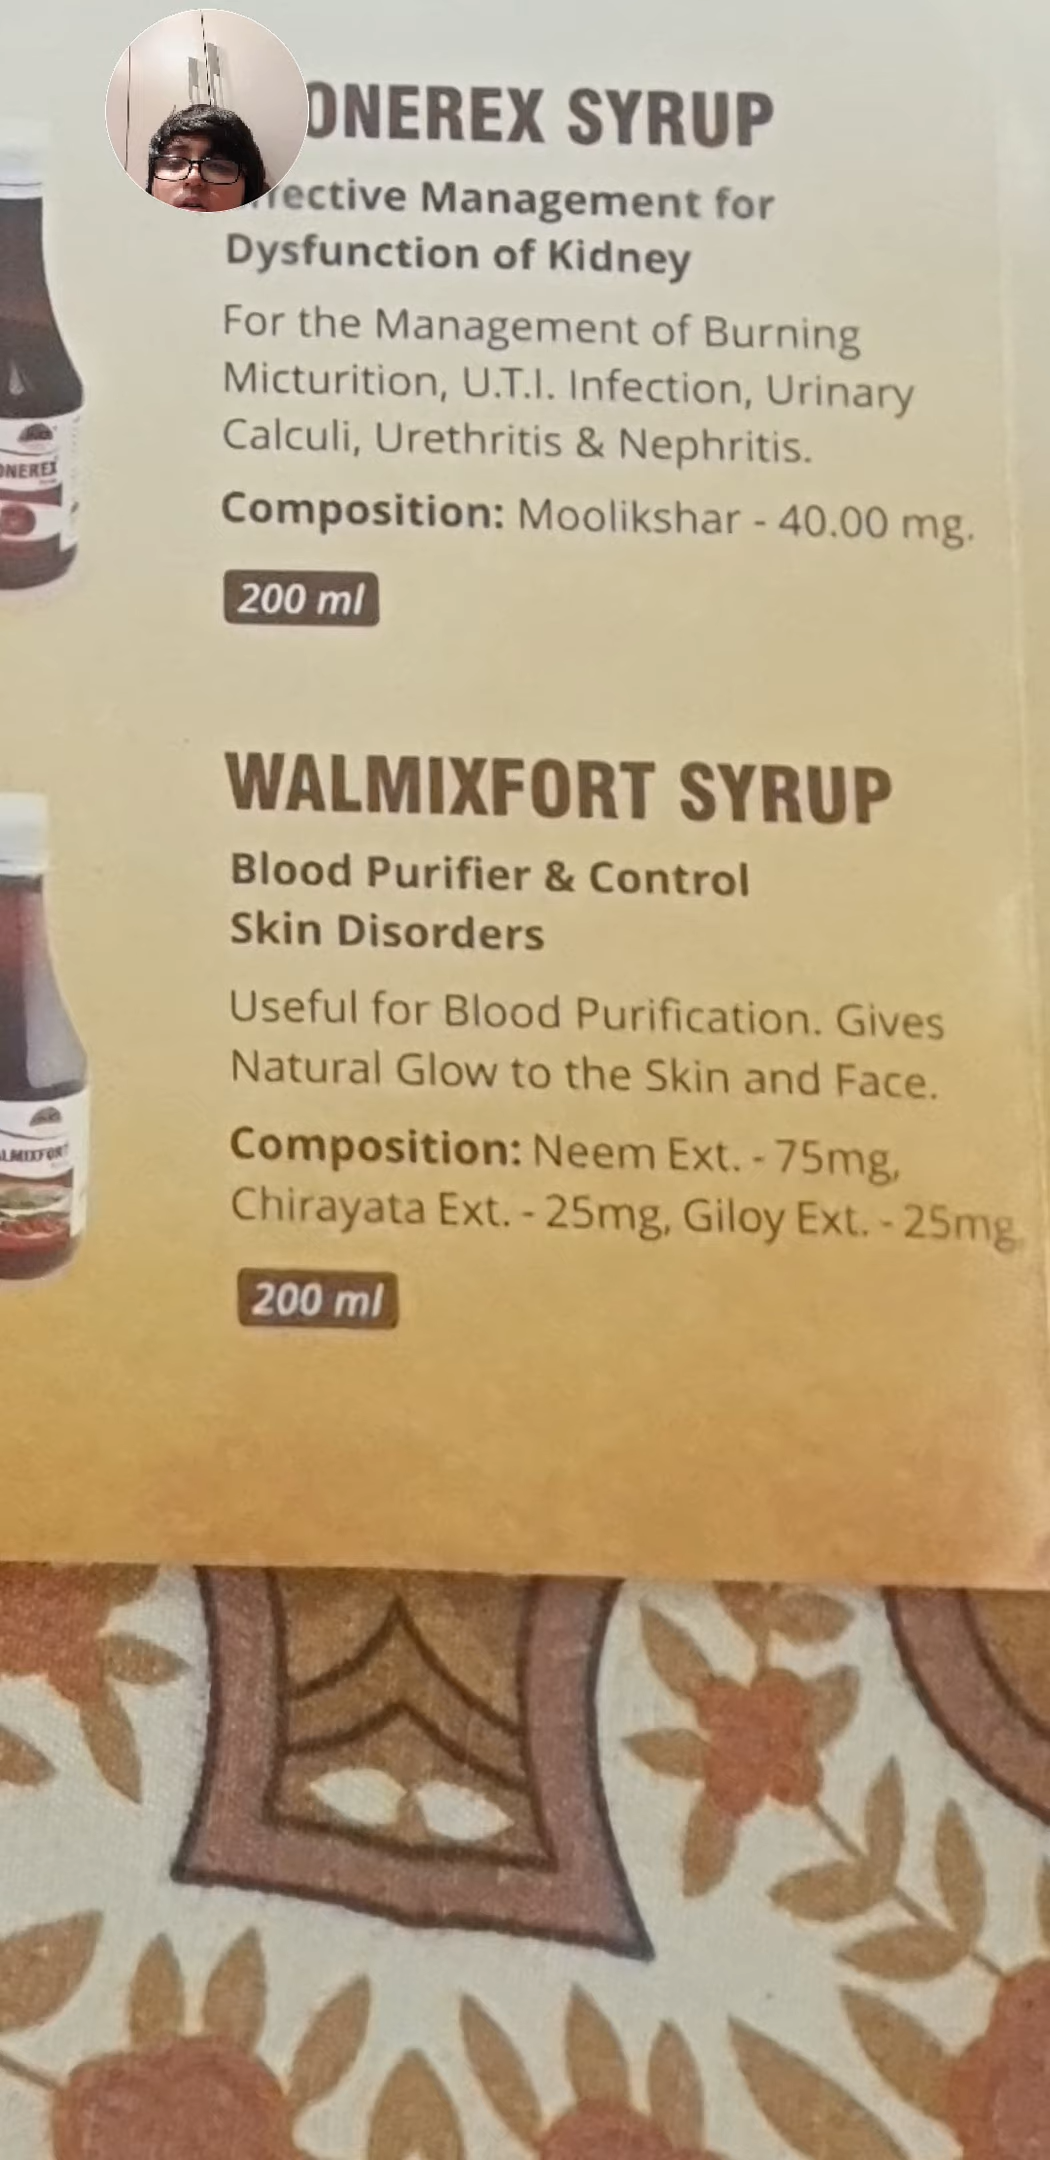 SYRUP
Management for
Dysfunction of Kidney
For the Management of Burning
Micturition, U.T.I. Infection, Urinary
Calculi, Urethritis & Nephritis.
Composition: Moolikshar - 40.00 mg.
200 ml
WALMIXFORT SYRUP
Blood Purifier & Control
Skin Disorders
Useful for Blood Purification. Gives
Natural Glow to the Skin and Face.
Composition: Neem Ext. - 75mg,
Chirayata Ext. - 25mg, Giloy Ext. - 25mg,
200 ml